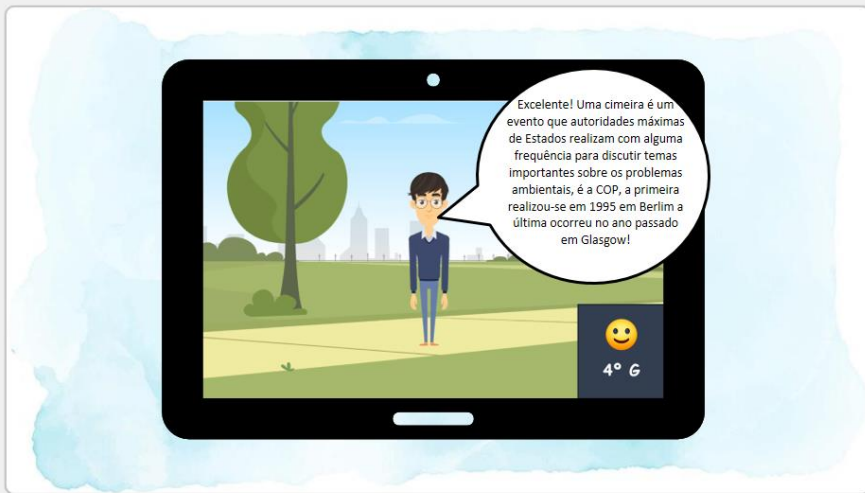 Excelente! Uma cimeira é um
evento que autoridades máximas
de Estados realizam com alguma
frequência para discutir temas
importantes sobre os problemas
ambientais, é a COP, a primeira
realizou-se em 1995 em Berlim a
última ocorreu no ano passado
em Glasgow!
4° G